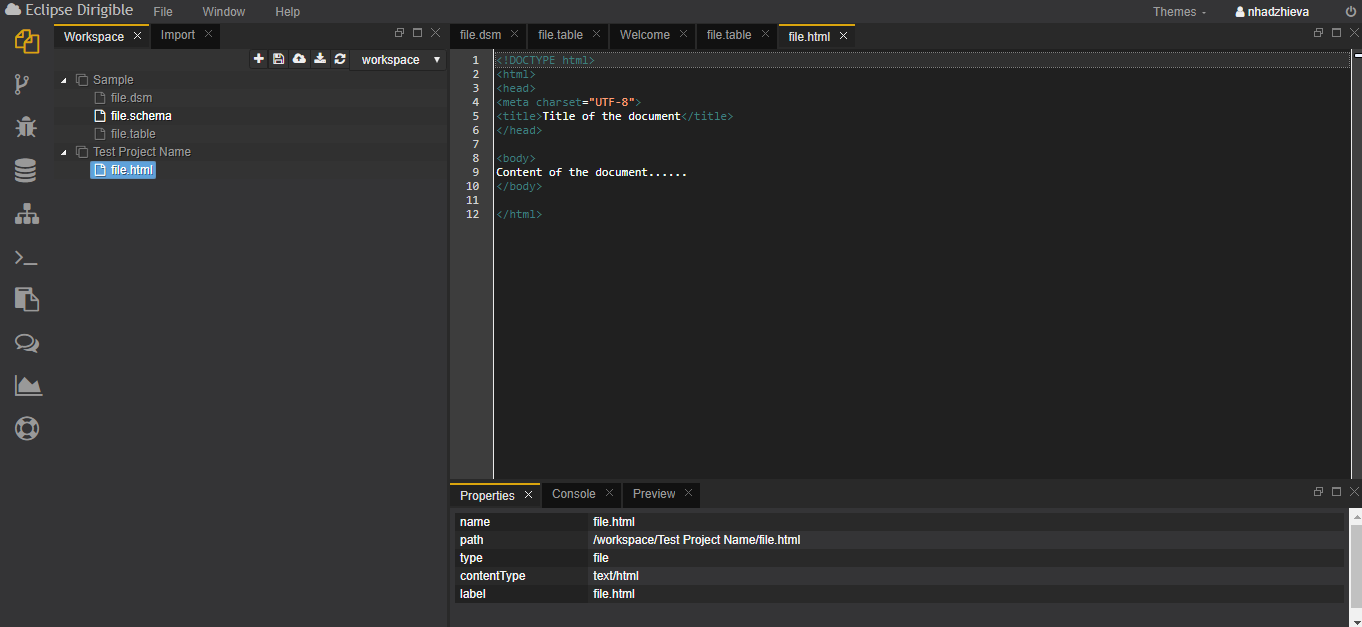 Eclipse Dirigible File Window Help Themes nhadzhieva
Workspace Import
workspace
Sample
file.dsm
file.schema
file.table
Test Project Name
file.html
file.dsm file.table Welcome file.table file.html
1 <!DOCTYPE html>
2 <html>
3 <head>
4 <meta charset="UTF-8">
5 <title>Title of the document</title>
6 </head>
7
8 <body>
9 Content of the document......
10 </body>
11
12 </html>
Properties Console Preview
name file.html
path /workspace/Test Project Name/file.html
type file
contentType text/html
label file.html